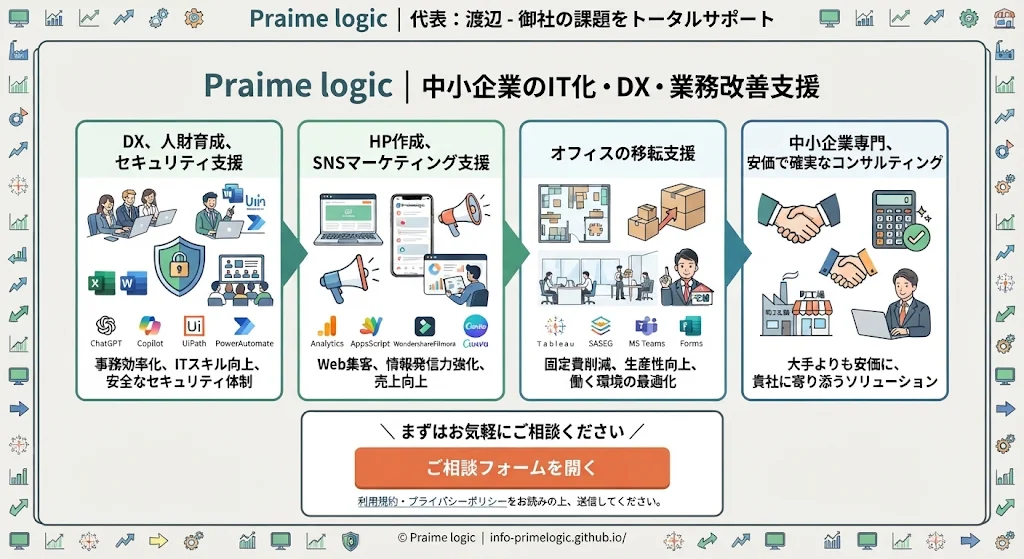 Praime logic | 代表：渡辺 - 御社の課題をトータルサポート
Praime logic | 中小企業のIT化・DX・業務改善支援
DX、人財育成、
セキュリティ支援
ChatGPT
Copilot
Ui
UiPath
PowerAutomate
事務効率化、ITスキル向上、
安全なセキュリティ体制
HP作成、
SNSマーケティング支援
Analytics
AppsScript
WondershareFilmora
Canva
Web集客、情報発信力強化、
売上向上
オフィスの移転支援
Tableau
SASEG
MS Teams
Forms
固定費削減、生産性向上、
働く環境の最適化
中小企業専門、
安価で確実なコンサルティング
大手よりも安価に、
貴社に寄り添うソリューション
＼ まずはお気軽にご相談ください ／
ご相談フォームを開く
利用規約・プライバシーポリシーをお読みの上、送信してください。
© Praime logic | info-primelogic.github.io/